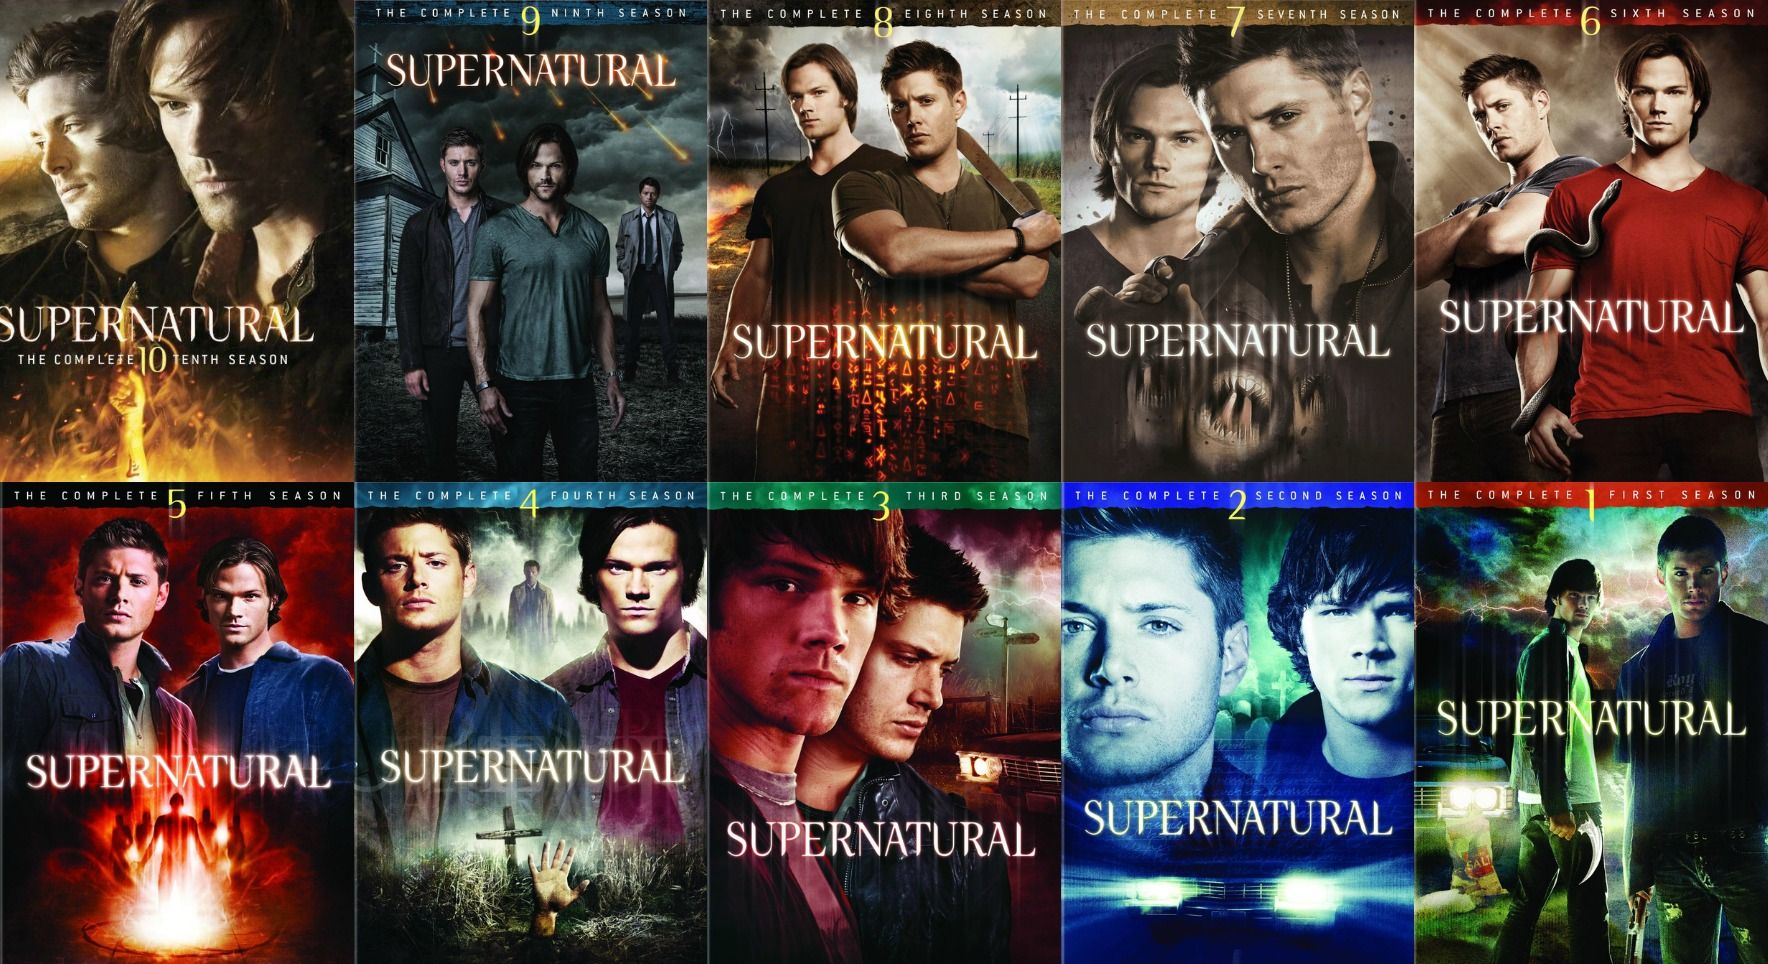 SUPERNATURAL
THE COMPLETE 10 TENTH SEASON
THE COMPLETE 9 NINTH SEASON
SUPERNATURAL
THE COMPLETE 8 EIGHTH SEASON
SUPERNATURAL
THE COMPLETE 7 SEVENTH SEASON
SUPERNATURAL
THE COMPLETE 6 SIXTH SEASON
SUPERNATURAL
THE COMPLETE 5 FIFTH SEASON
SUPERNATURAL
THE COMPLETE 4 FOURTH SEASON
SUPERNATURAL
THE COMPLETE 3 THIRD SEASON
SUPERNATURAL
THE COMPLETE 2 SECOND SEASON
SUPERNATURAL
THE COMPLETE 1 FIRST SEASON
SUPERNATURAL
SALT